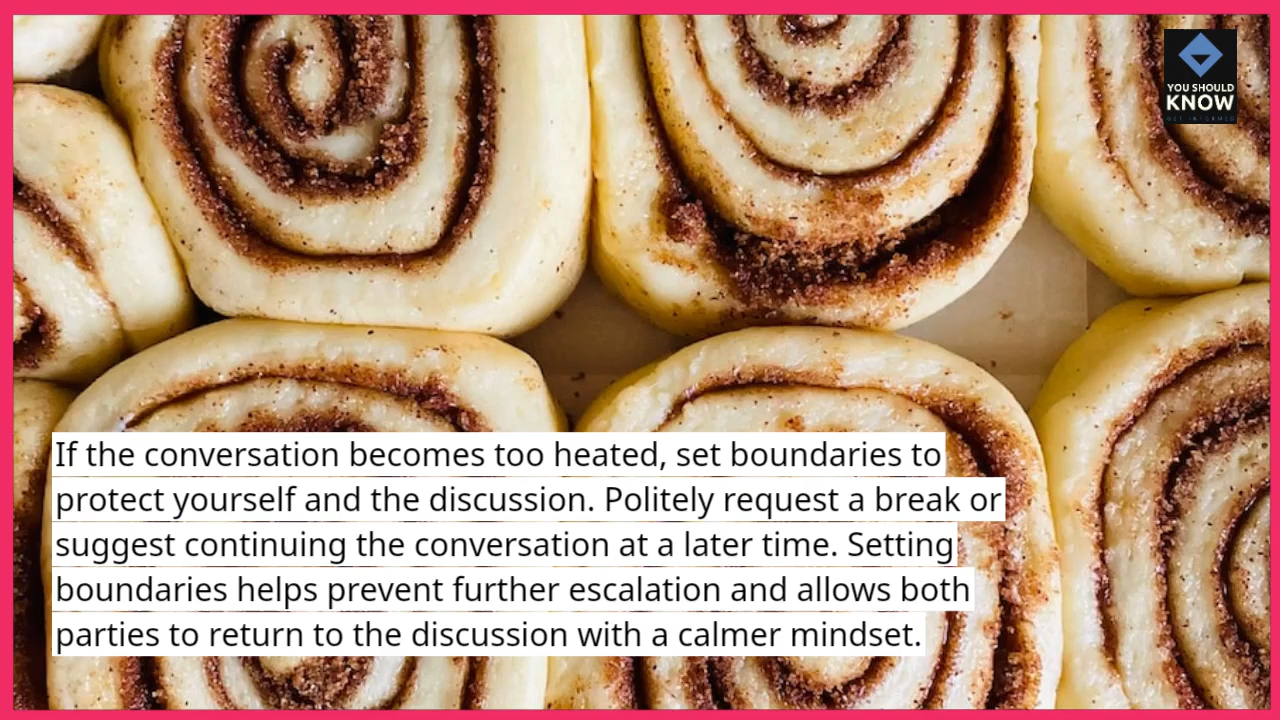 YOU SHOULD
KNOW
GET INFORMED
If the conversation becomes too heated, set boundaries to
protect yourself and the discussion. Politely request a break or
suggest continuing the conversation at a later time. Setting
boundaries helps prevent further escalation and allows both
parties to return to the discussion with a calmer mindset.